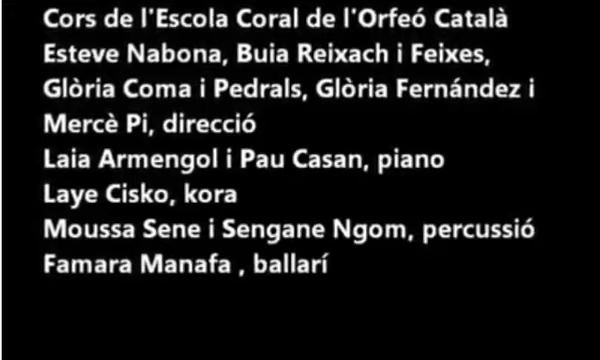 Cors de l'Escola Coral de l'Orfeó Català
Esteve Nabona, Buia Reixach i Feixes,
Glòria Coma i Pedrals, Glòria Fernández i
Mercè Pi, direcció
Laia Armengol i Pau Casan, piano
Laye Cisko, kora
Moussa Sene i Sengane Ngom, percussió
Famara Manafa , ballarí